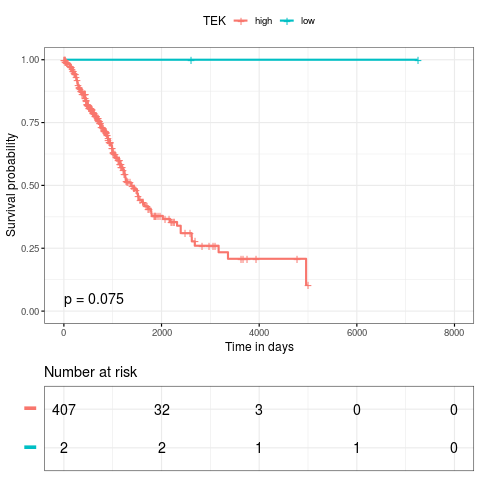 TEK high low
1.00
0.75
0.50
0.25
0.00
Survival probability
p = 0.075
0 2000 4000 6000 8000
Time in days
Number at risk
407 32 3 0 0
2 2 1 1 0